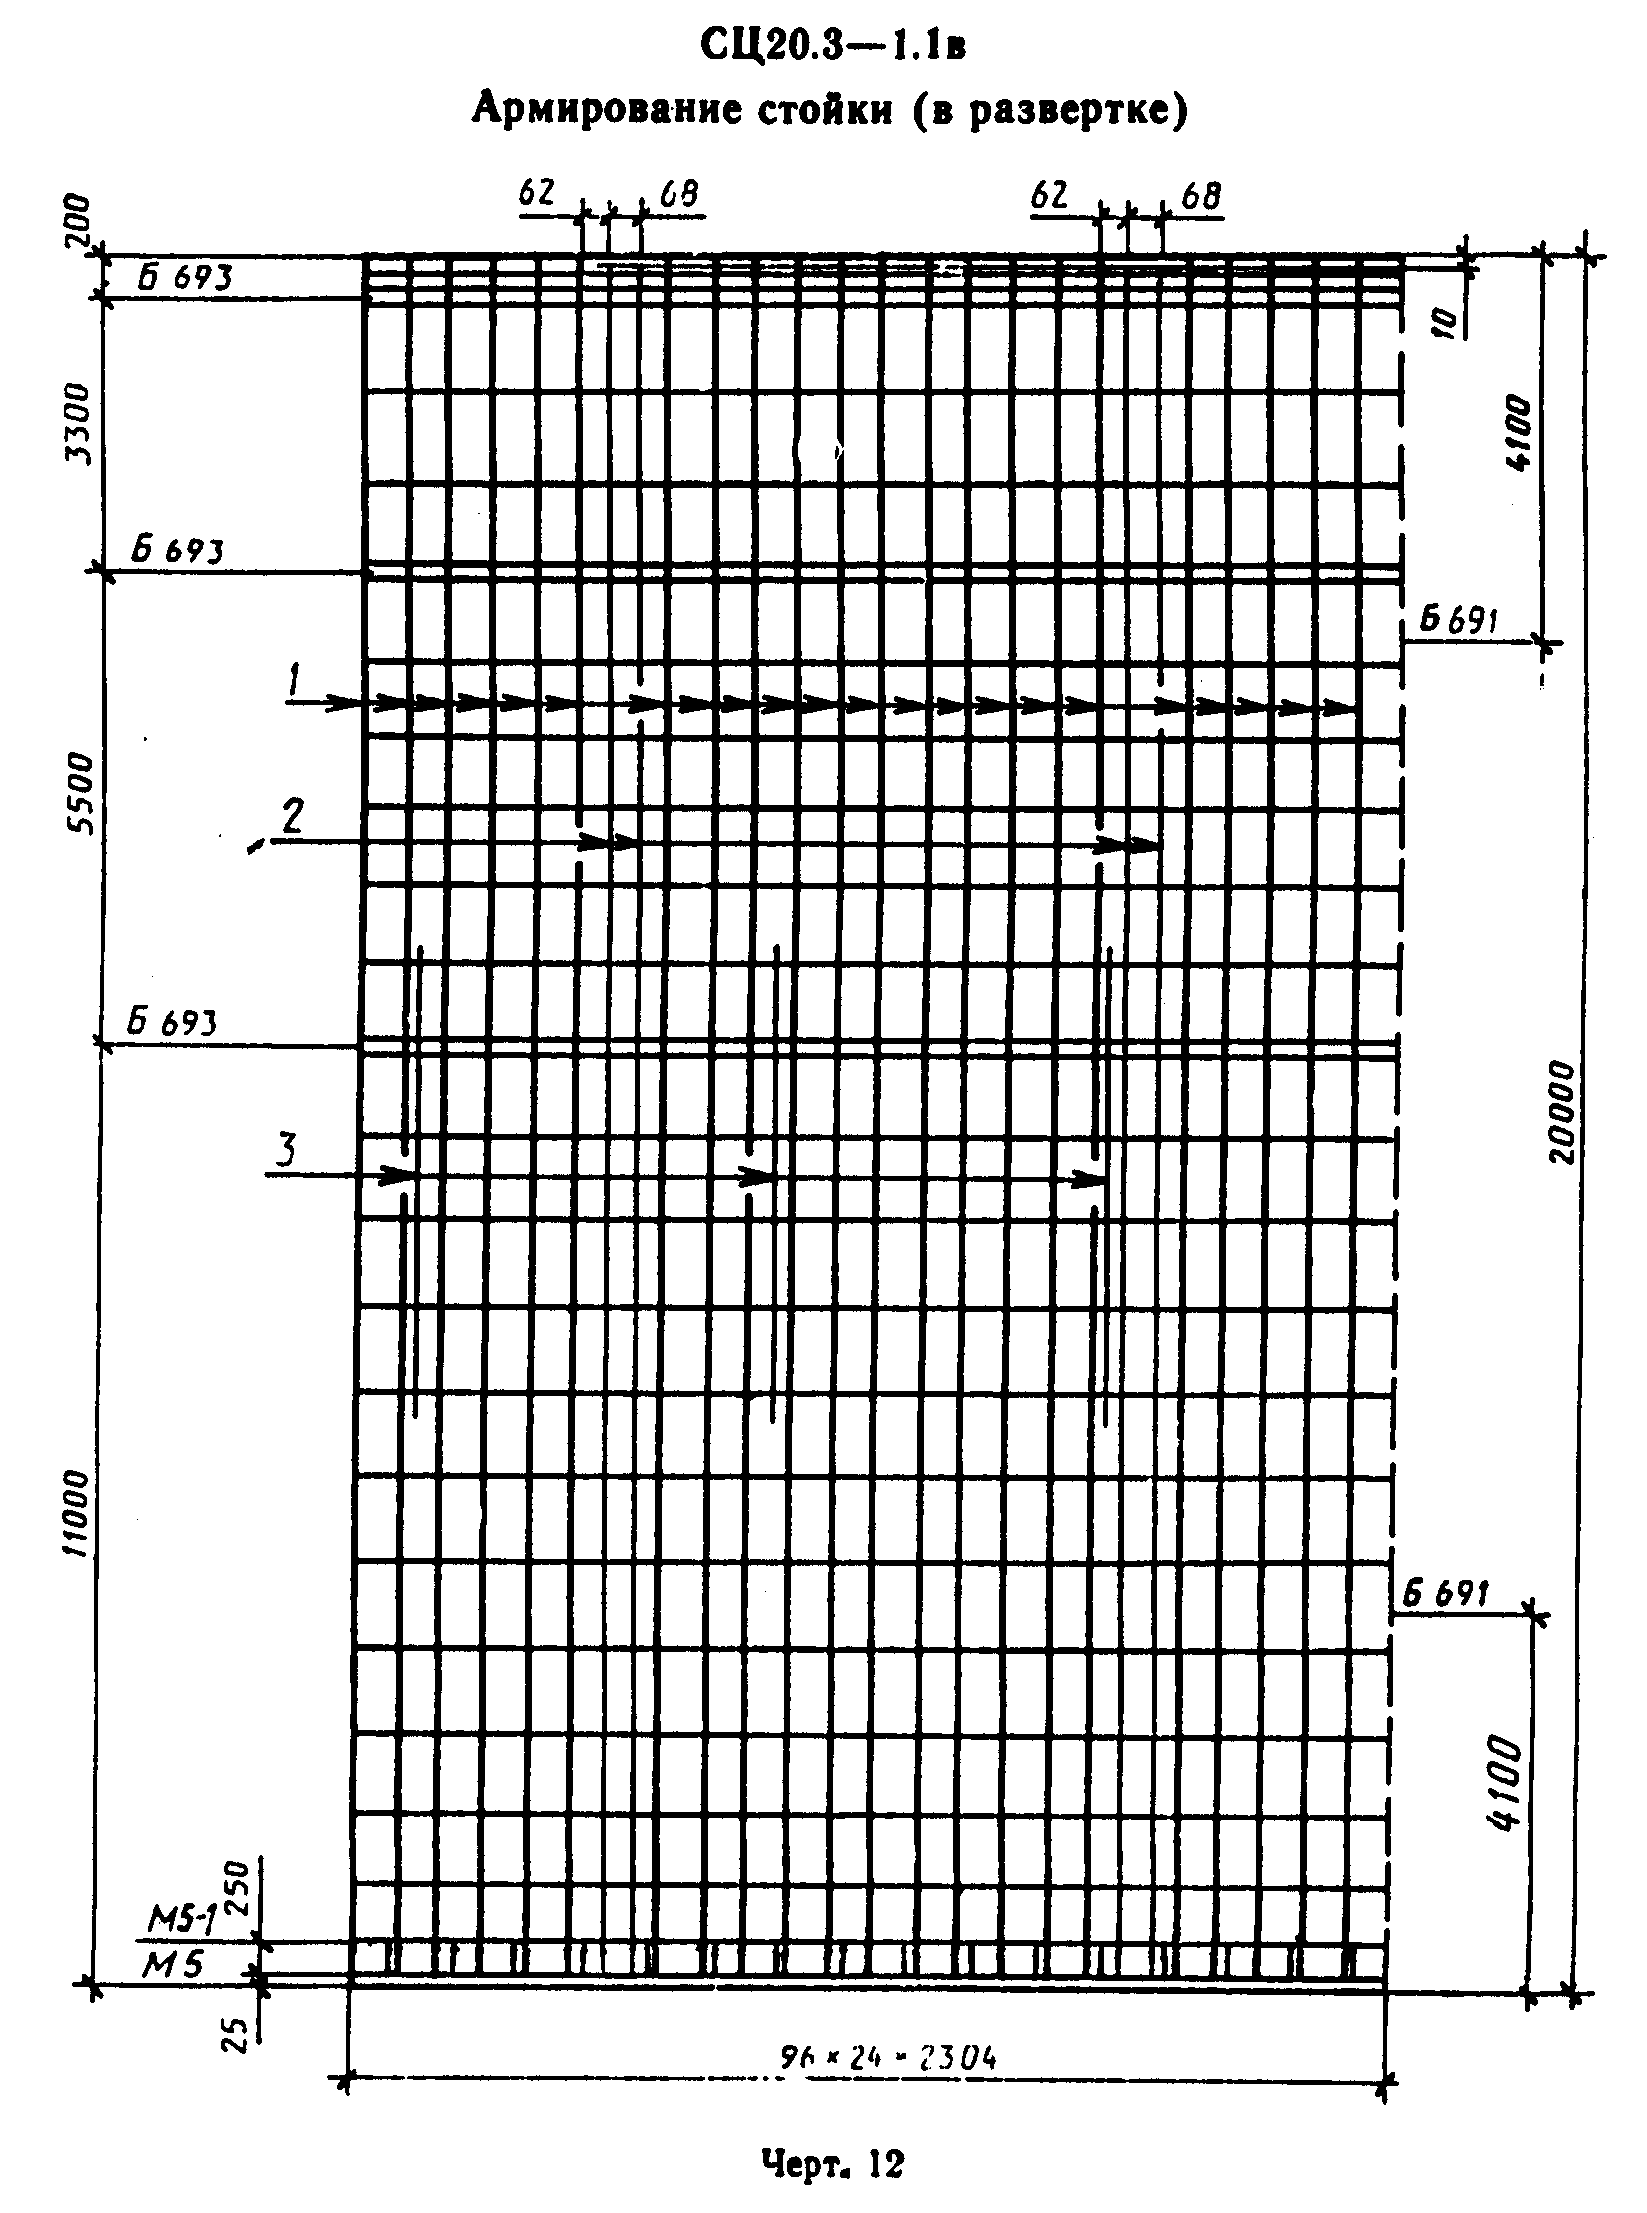 СЦ20.3—1.1в
Армирование стойки (в развертке)
62 68 62 68
200
Б 693
10
3300
4100
Б 693
Б 691
1
5500
2
Б 693
20000
3
11000
Б 691
4100
250
М5-1
М5
25
96 × 24 = 2304
Черт. 12